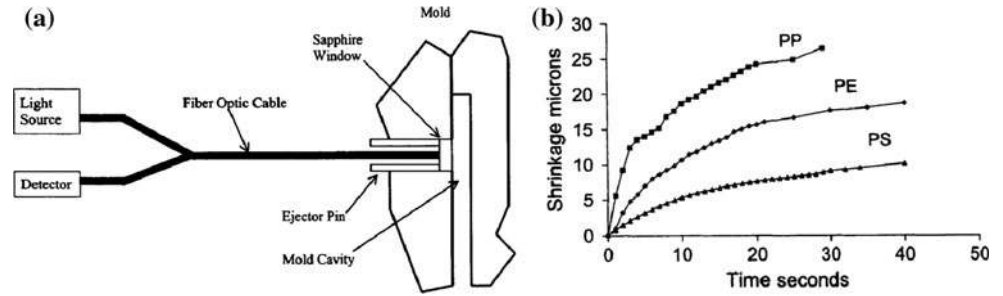 (a)
Mold
Sapphire
Window
Fiber Optic Cable
Light
Source
Detector
Ejector Pin
Mold Cavity
(b)
Shrinkage microns
30
25
20
15
10
5
0
PP
PE
PS
0 10 20 30 40 50
Time seconds